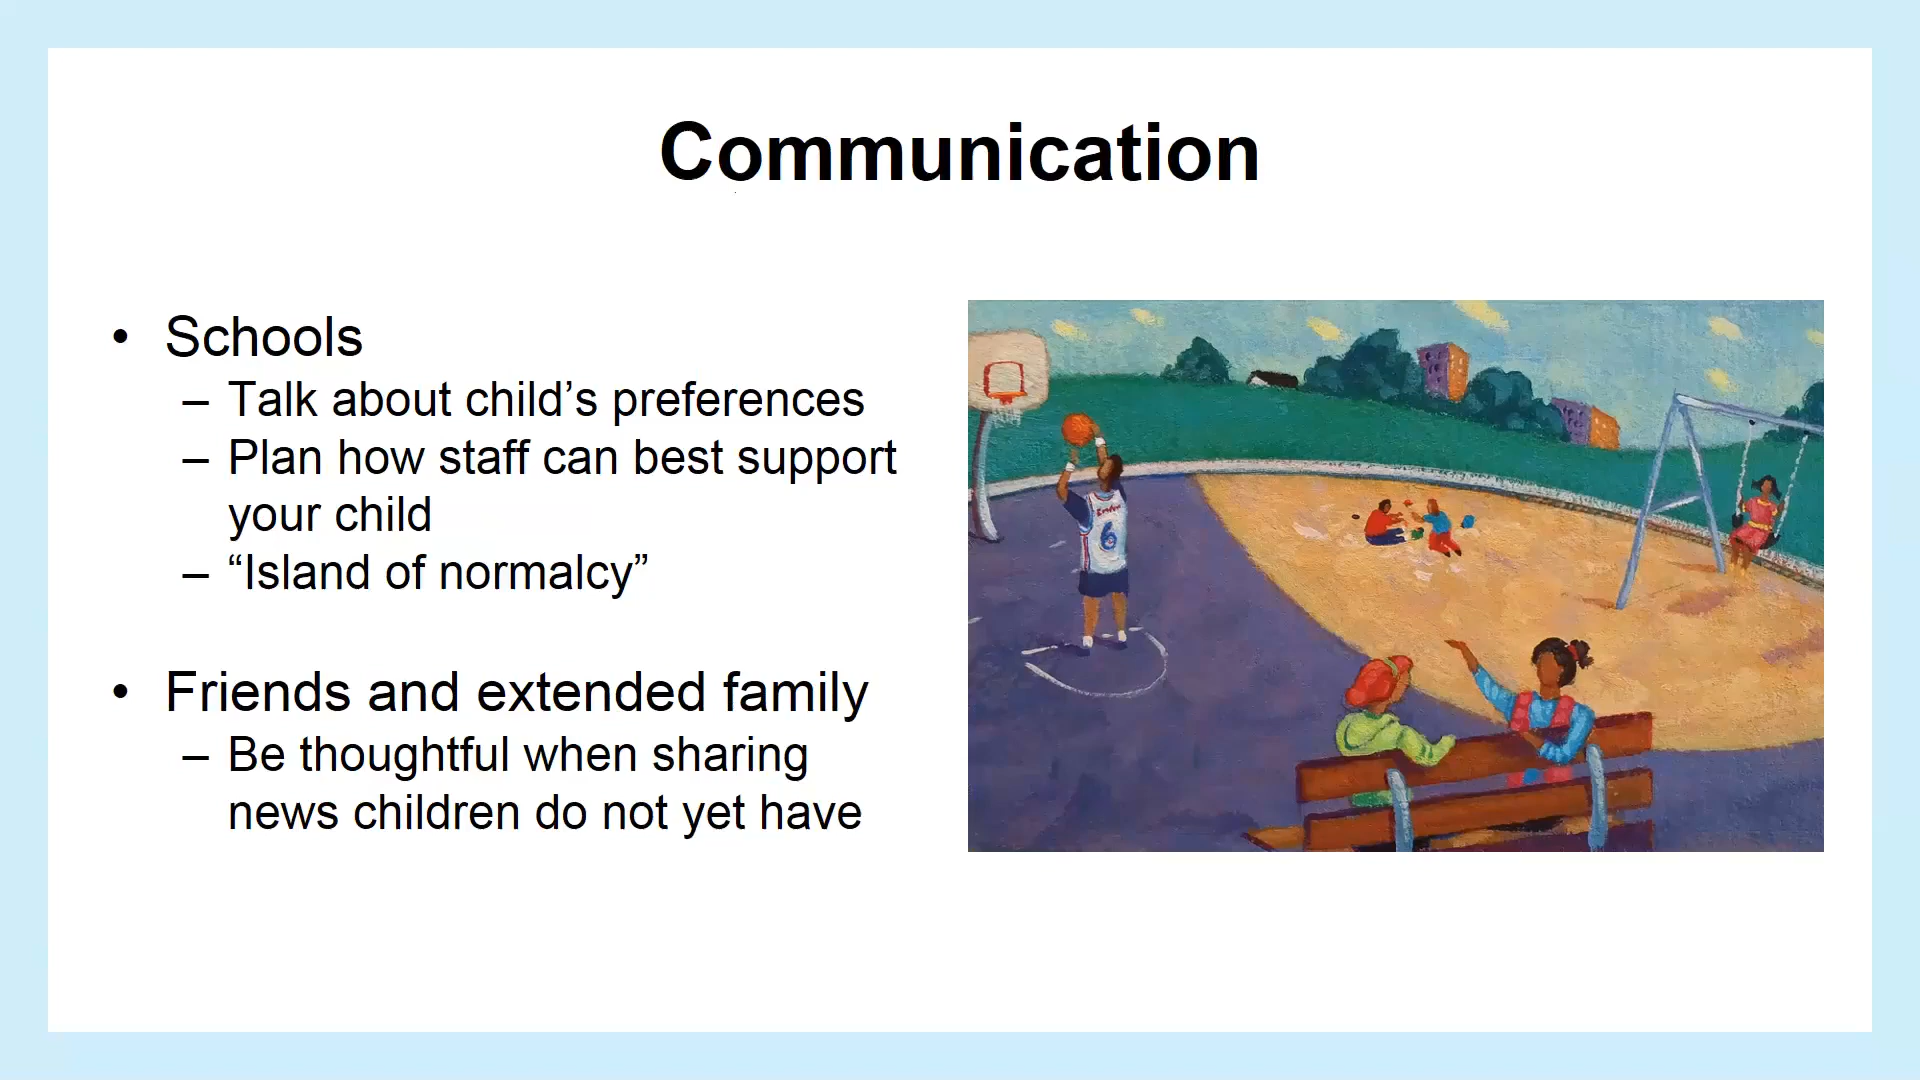 Communication
• Schools
– Talk about child’s preferences
– Plan how staff can best support
your child
– “Island of normalcy”
• Friends and extended family
– Be thoughtful when sharing
news children do not yet have
6